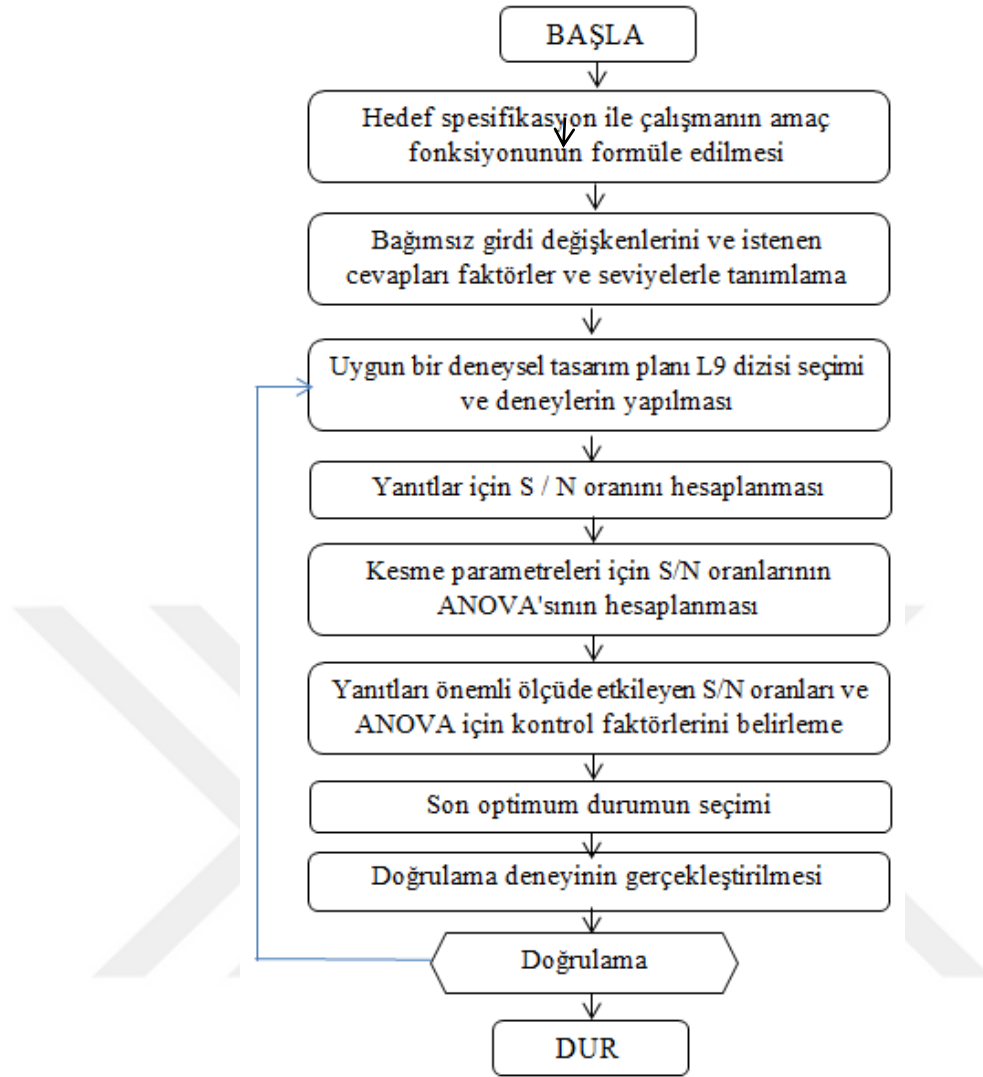 BAŞLA
Hedef spesifikasyon ile çalışmanın amaç
fonksiyonunun formüle edilmesi
Bağımsız girdi değişkenlerini ve istenen
cevapları faktörler ve seviyelerle tanımlama
Uygun bir deneysel tasarım planı L9 dizisi seçimi
ve deneylerin yapılması
Yanıtlar için S / N oranını hesaplanması
Kesme parametreleri için S/N oranlarının
ANOVA'sının hesaplanması
Yanıtları önemli ölçüde etkileyen S/N oranları ve
ANOVA için kontrol faktörlerini belirleme
Son optimum durumun seçimi
Doğrulama deneyinin gerçekleştirilmesi
Doğrulama
DUR